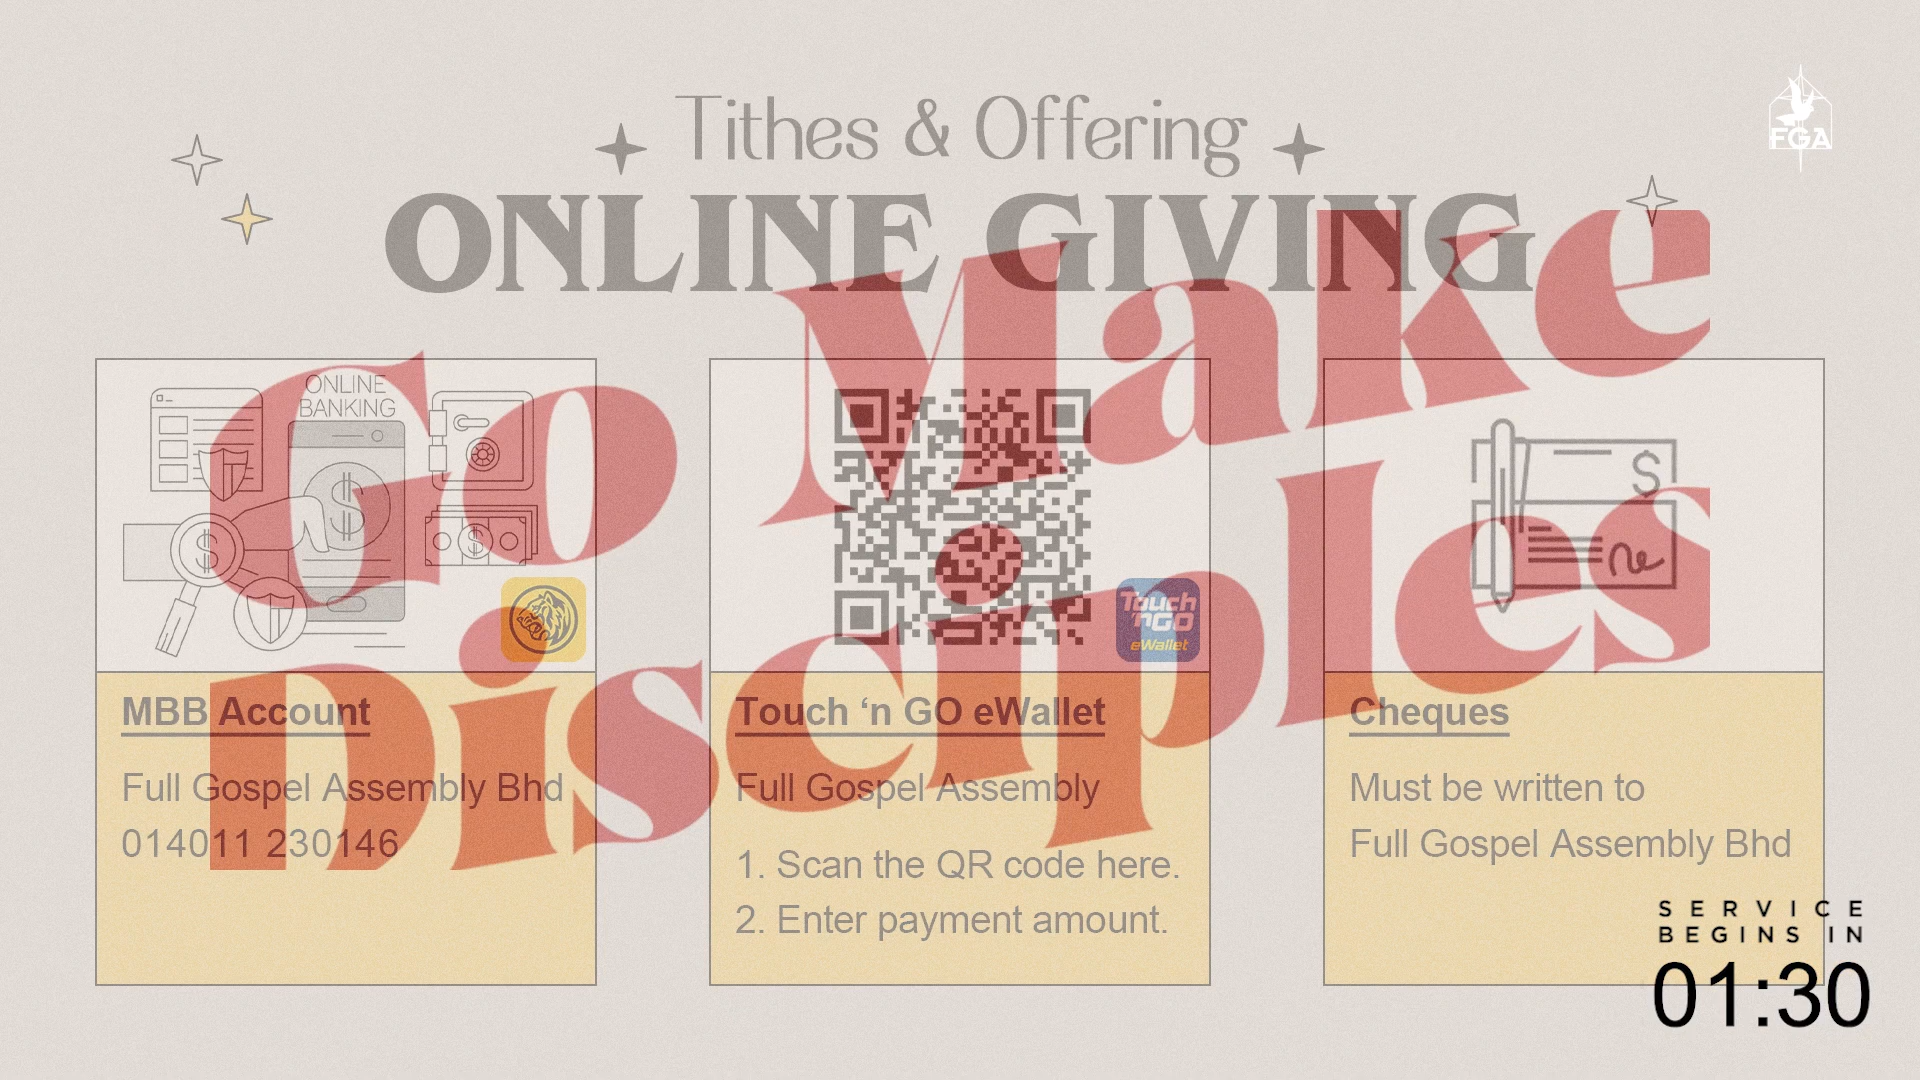 Tithes & Offering
ONLINE GIVING
FGA
Go Make
Disciples
ONLINE
BANKING
MBB Account
Full Gospel Assembly Bhd
014011 230146
Touch
'nGO
eWallet
Touch ‘n GO eWallet
Full Gospel Assembly
1. Scan the QR code here.
2. Enter payment amount.
Cheques
Must be written to
Full Gospel Assembly Bhd
SERVICE
BEGINS IN
01:30